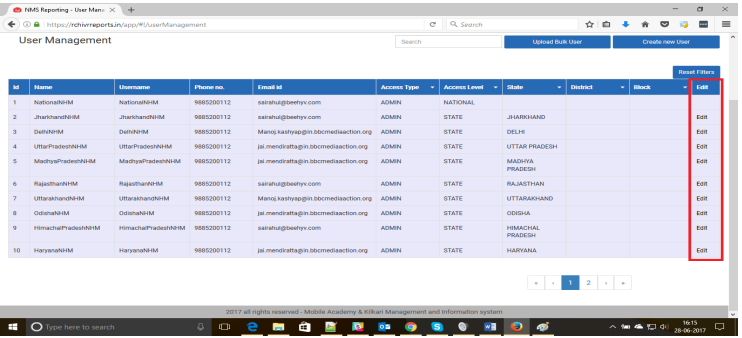 NMS Reporting - User Mana
https://rchivrreports.in/app/#!/userManagement
Search
User Management
Search
Upload Bulk User
Create new User
Reset Filters
Id Name Username Phone no. Email Id Access Type Access Level State District Block Edit
1 NationalNHM NationalNHM 9885200112 sairahul@beehyv.com ADMIN NATIONAL
2 JharkhandNHM JharkhandNHM 9885200112 sairahul@beehyv.com ADMIN STATE JHARKHAND Edit
3 DelhiNHM DelhiNHM 9885200112 Manoj.kashyap@in.bbcmediaaction.org ADMIN STATE DELHI Edit
4 UttarPradeshNHM UttarPradeshNHM 9885200112 jai.mendiratta@in.bbcmediaaction.org ADMIN STATE UTTAR PRADESH Edit
5 MadhyaPradeshNHM MadhyaPradeshNHM 9885200112 jai.mendiratta@in.bbcmediaaction.org ADMIN STATE MADHYA
PRADESH Edit
6 RajasthanNHM RajasthanNHM 9885200112 sairahul@beehyv.com ADMIN STATE RAJASTHAN Edit
7 UttarakhandNHM UttarakhandNHM 9885200112 Manoj.kashyap@in.bbcmediaaction.org ADMIN STATE UTTARAKHAND Edit
8 OdishaNHM OdishaNHM 9885200112 jai.mendiratta@in.bbcmediaaction.org ADMIN STATE ODISHA Edit
9 HimachalPradeshNHM HimachalPradeshNHM 9885200112 sairahul@beehyv.com ADMIN STATE HIMACHAL
PRADESH Edit
10 HaryanaNHM HaryanaNHM 9885200112 jai.mendiratta@in.bbcmediaaction.org ADMIN STATE HARYANA Edit
« ‹ 1 2 › »
2017 all rights reserved - Mobile Academy & Kilkari Management and Information system
Type here to search
16:15
28-06-2017